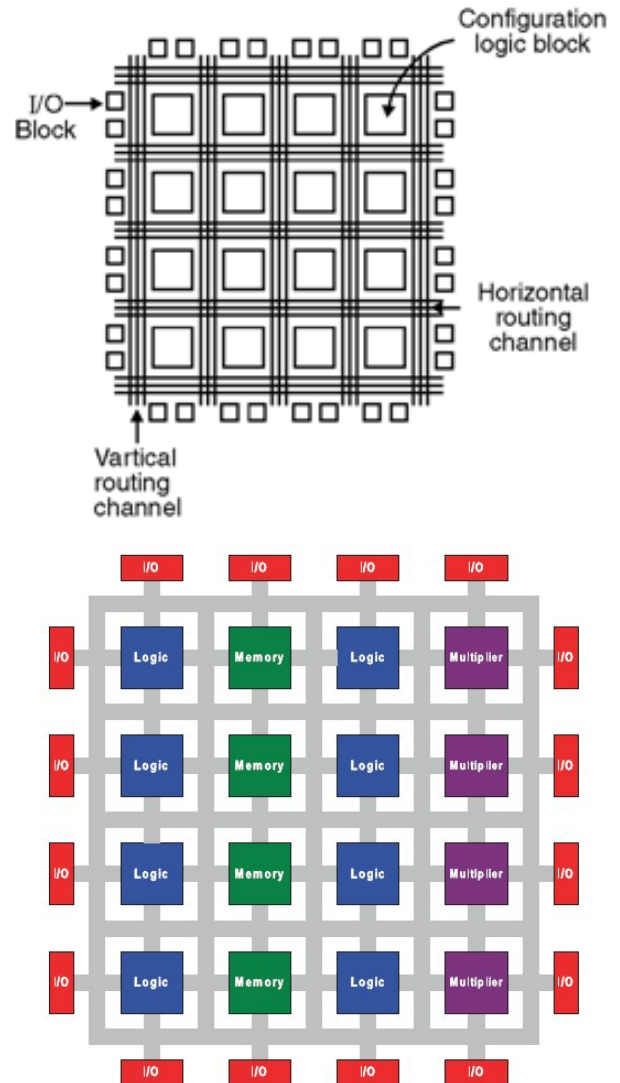 Configuration
logic block
I/O
Block
Horizontal
routing
channel
Vartical
routing
channel
I/O I/O I/O I/O
I/O Logic Memory Logic Multiplier I/O
I/O Logic Memory Logic Multiplier I/O
I/O Logic Memory Logic Multiplier I/O
I/O Logic Memory Logic Multiplier I/O
I/O I/O I/O I/O